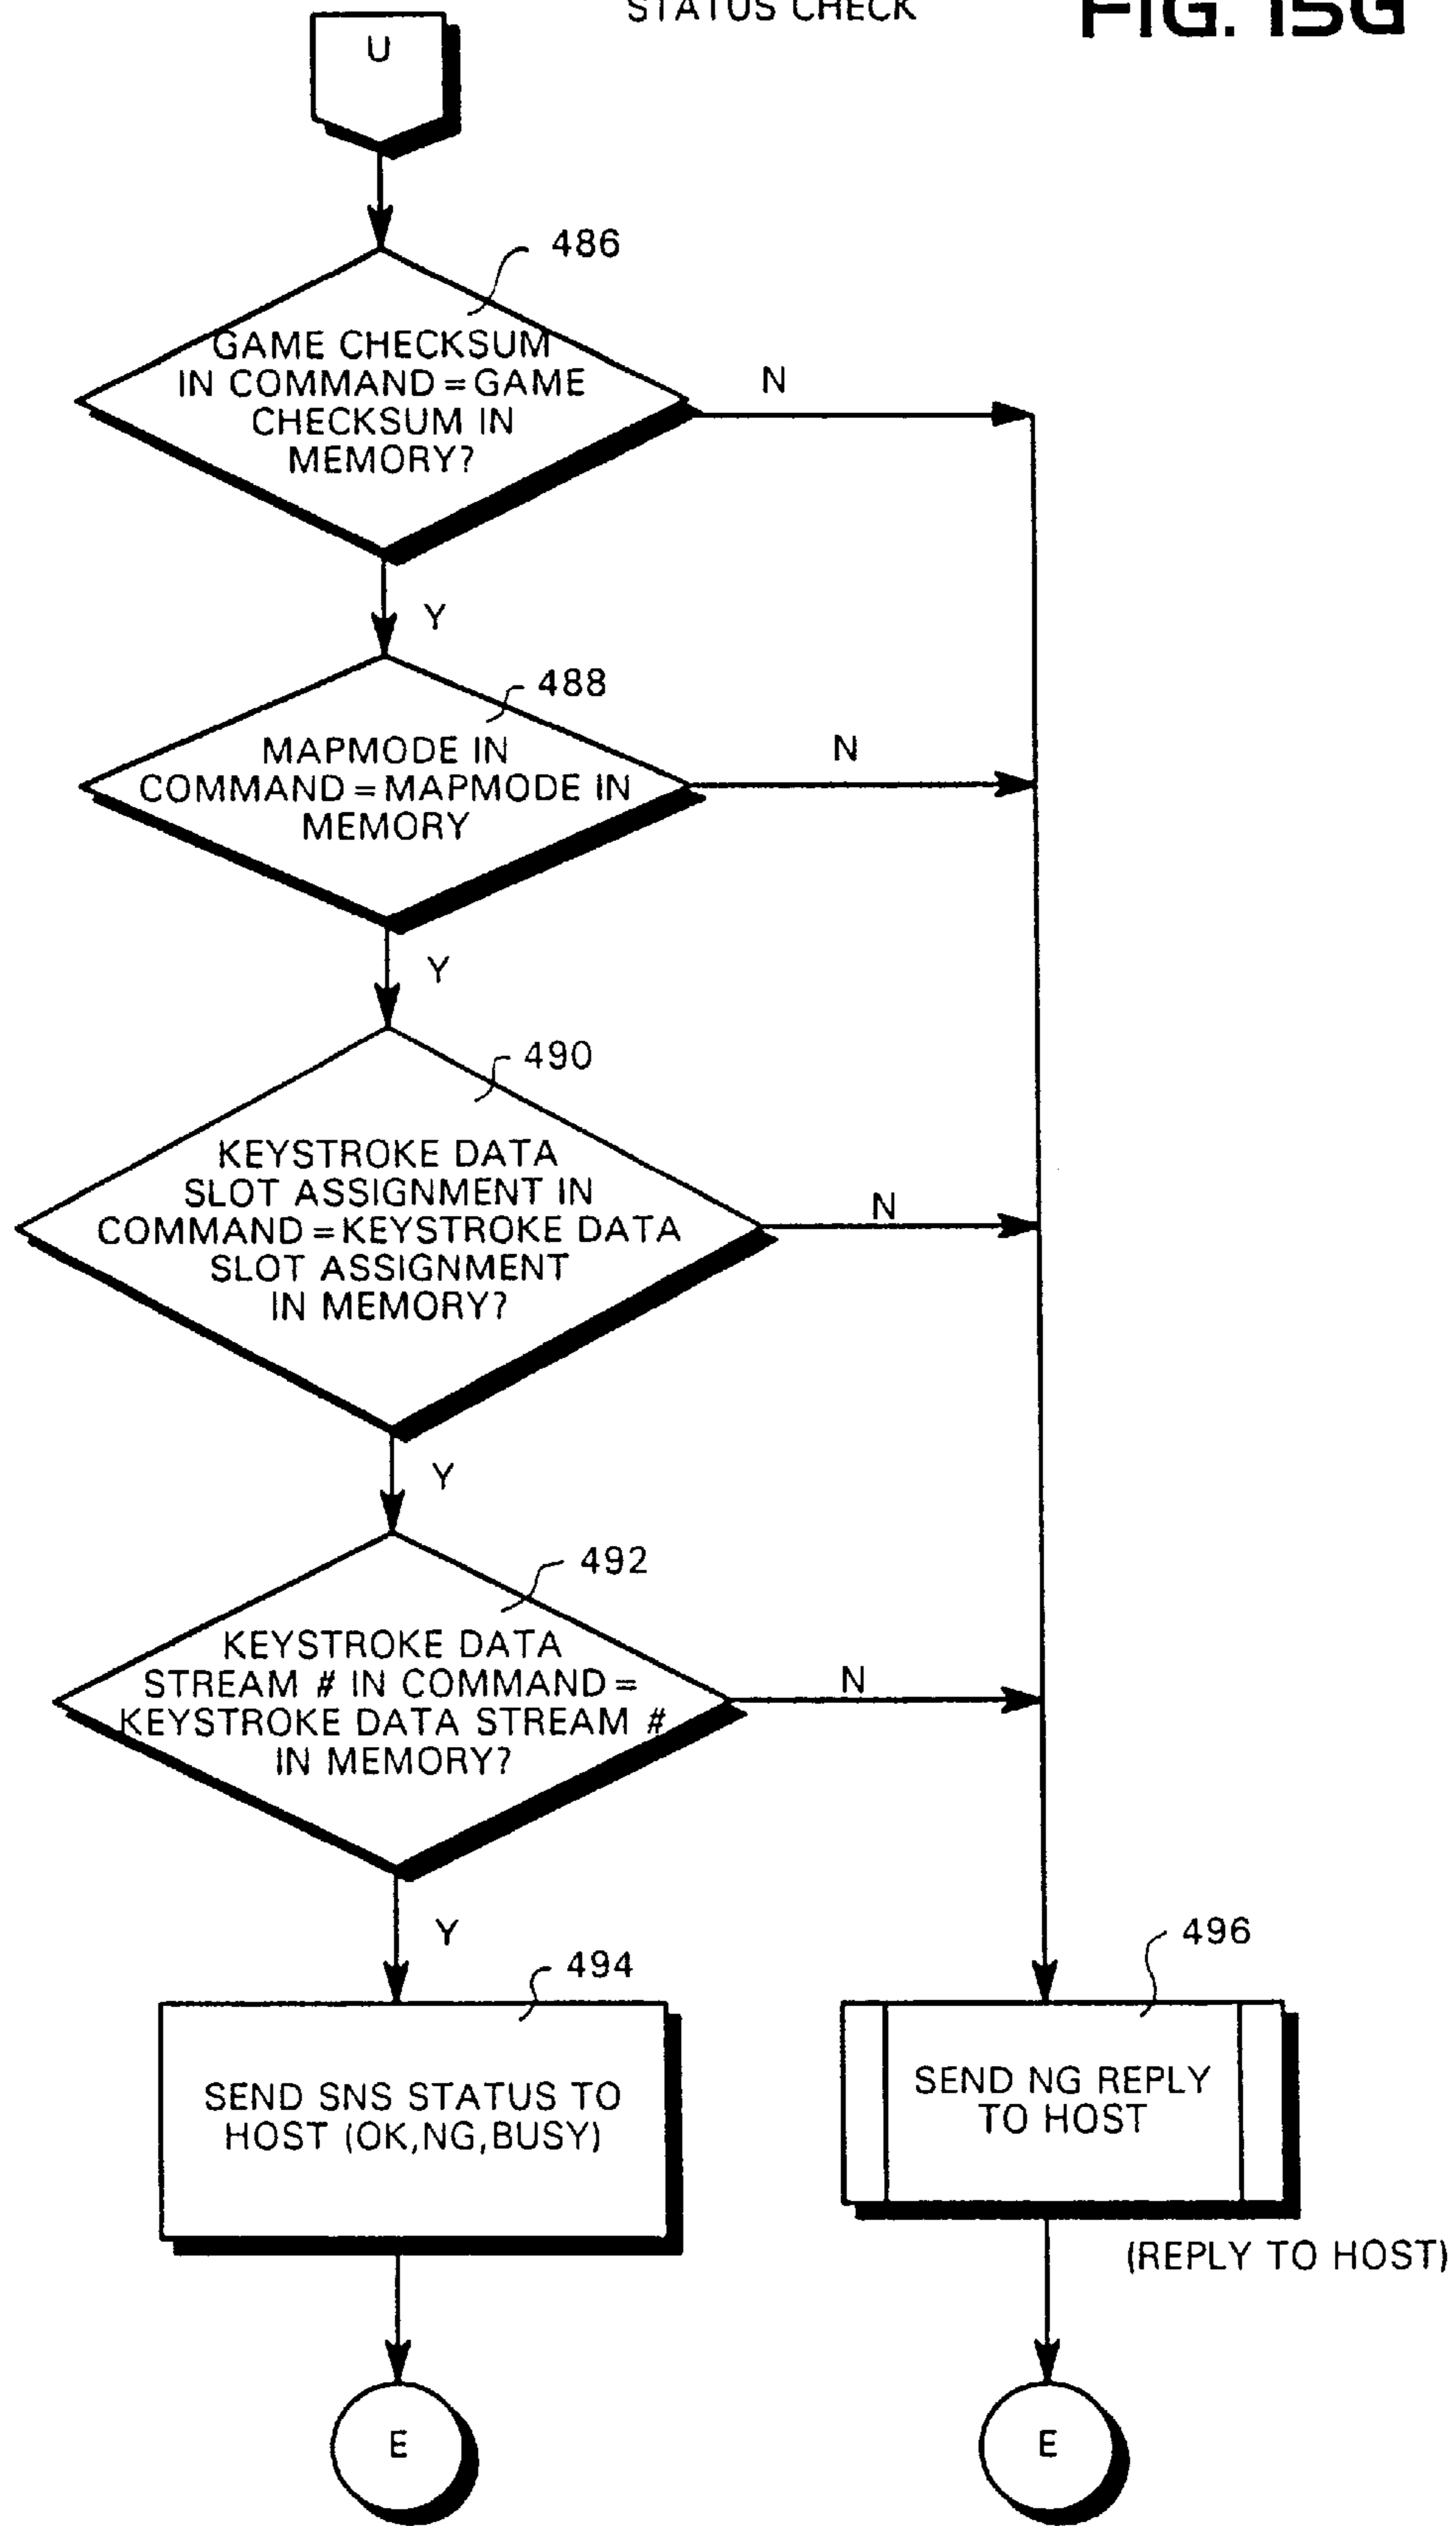 STATUS CHECK
FIG. 15G
U
486
GAME CHECKSUM
IN COMMAND = GAME
CHECKSUM IN
MEMORY?
N
Y
488
MAPMODE IN
COMMAND = MAPMODE IN
MEMORY
N
Y
490
KEYSTROKE DATA
SLOT ASSIGNMENT IN
COMMAND = KEYSTROKE DATA
SLOT ASSIGNMENT
IN MEMORY?
N
Y
492
KEYSTROKE DATA
STREAM # IN COMMAND =
KEYSTROKE DATA STREAM #
IN MEMORY?
N
Y
494
SEND SNS STATUS TO
HOST (OK,NG,BUSY)
496
SEND NG REPLY
TO HOST
(REPLY TO HOST)
E
E